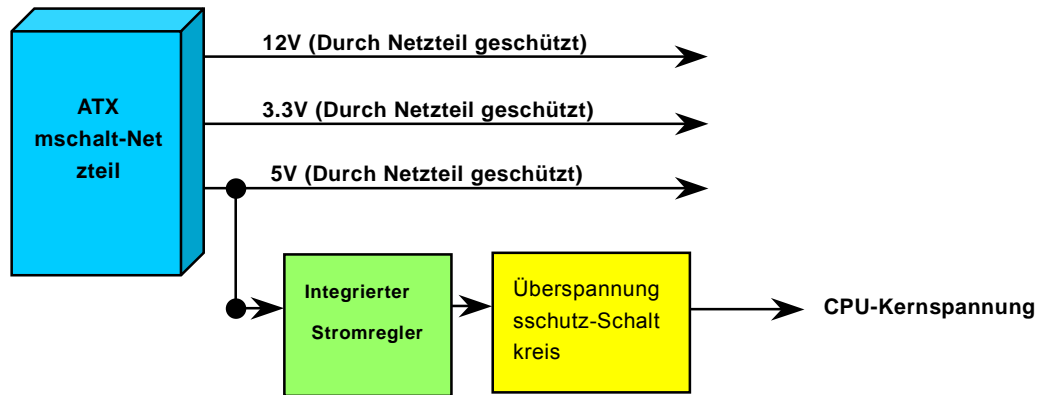 12V (Durch Netzteil geschützt)
ATX
mschalt-Net
zteil
3.3V (Durch Netzteil geschützt)
5V (Durch Netzteil geschützt)
Integrierter
Stromregler
Überspannung
sschutz-Schalt
kreis
CPU-Kernspannung